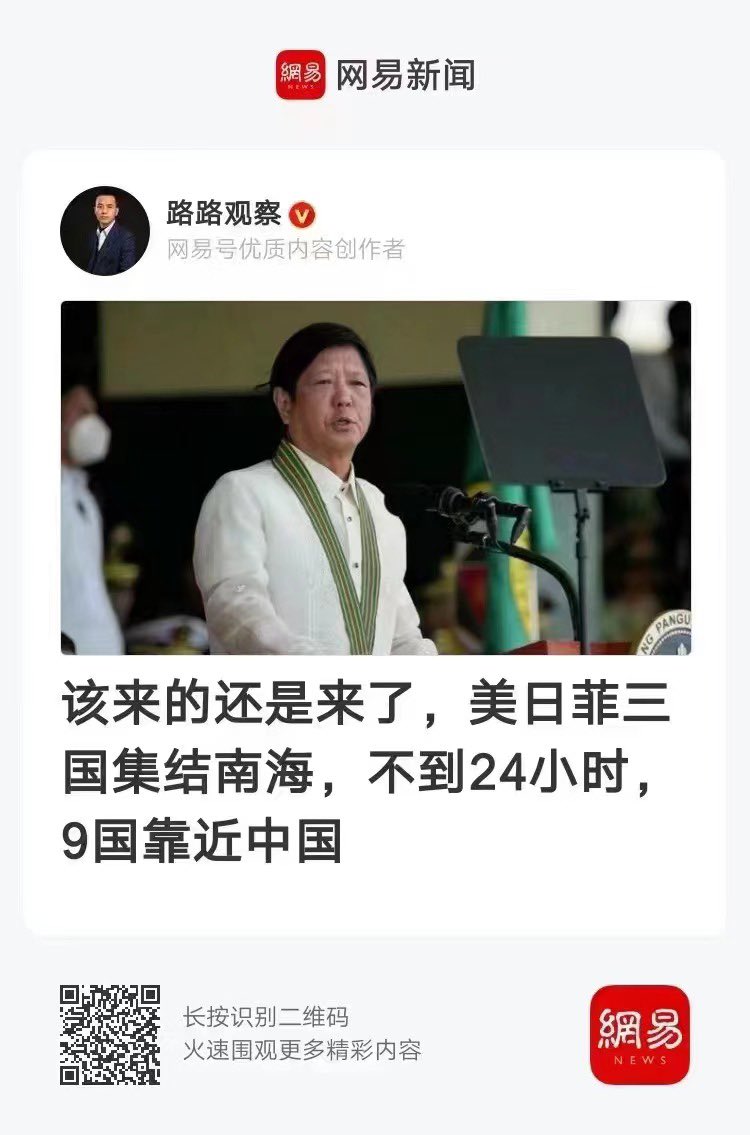 網易
NEWS
网易新闻
路路观察
V
网易号优质内容创作者
NG PANGU
该来的还是来了，美日菲三
国集结南海，不到24小时，
9国靠近中国
长按识别二维码
火速围观更多精彩内容
網易
NEWS